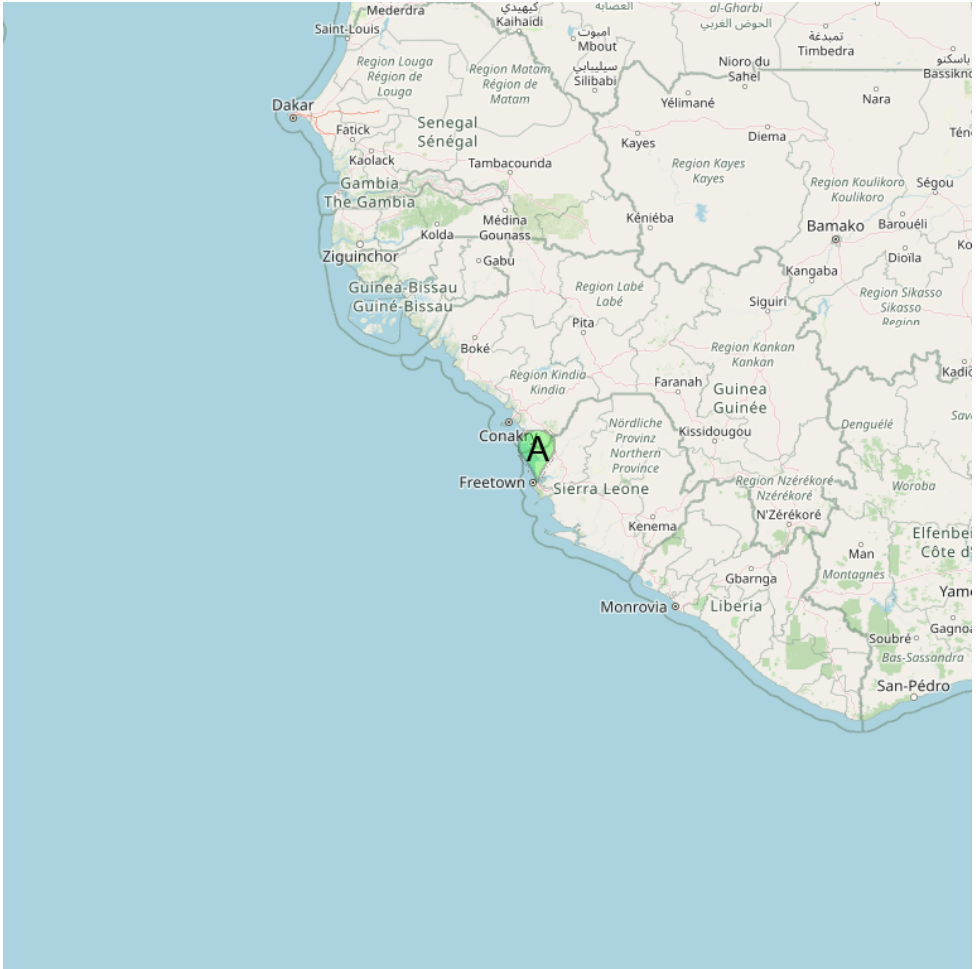 Mederdra
كيهيدي
Kaihaidi
العصابة
al-Gharbi
الحوض الغربي
Saint-Louis
امبوت
Mbout
تمبدغة
Timbedra
باسكنو
Region Louga
Région de
Louga
Region Matam
Région de
Matam
سيليبابي
Silibabi
Nioro du
Sahel
Dakar
Yélimané
Nara
Senegal
Sénégal
Fatick
Kayes
Diema
Kaolack
Tambacounda
Region Kayes
Kayes
Region Koulikoro
Koulikoro
Ségou
Gambia
The Gambia
Médina
Gounass
Kolda
Kéniéba
Bamako
Barouéli
Ziguinchor
Gabu
Kangaba
Dioïla
Guinea-Bissau
Guiné-Bissau
Region Labé
Labé
Siguiri
Region Sikasso
Sikasso
Region
Pita
Boké
Region Kankan
Kankan
Region Kindia
Kindia
Faranah
Guinea
Guinée
Conakry
A
Nördliche
Provinz
Northern
Province
Kissidougou
Denguélé
Freetown
Sierra Leone
Region Nzérékoré
Nzérékoré
Woroba
N'Zérékoré
Kenema
Man
Montagnes
Gbarnga
Monrovia
Liberia
Soubré
Bas-Sassandra
San-Pédro